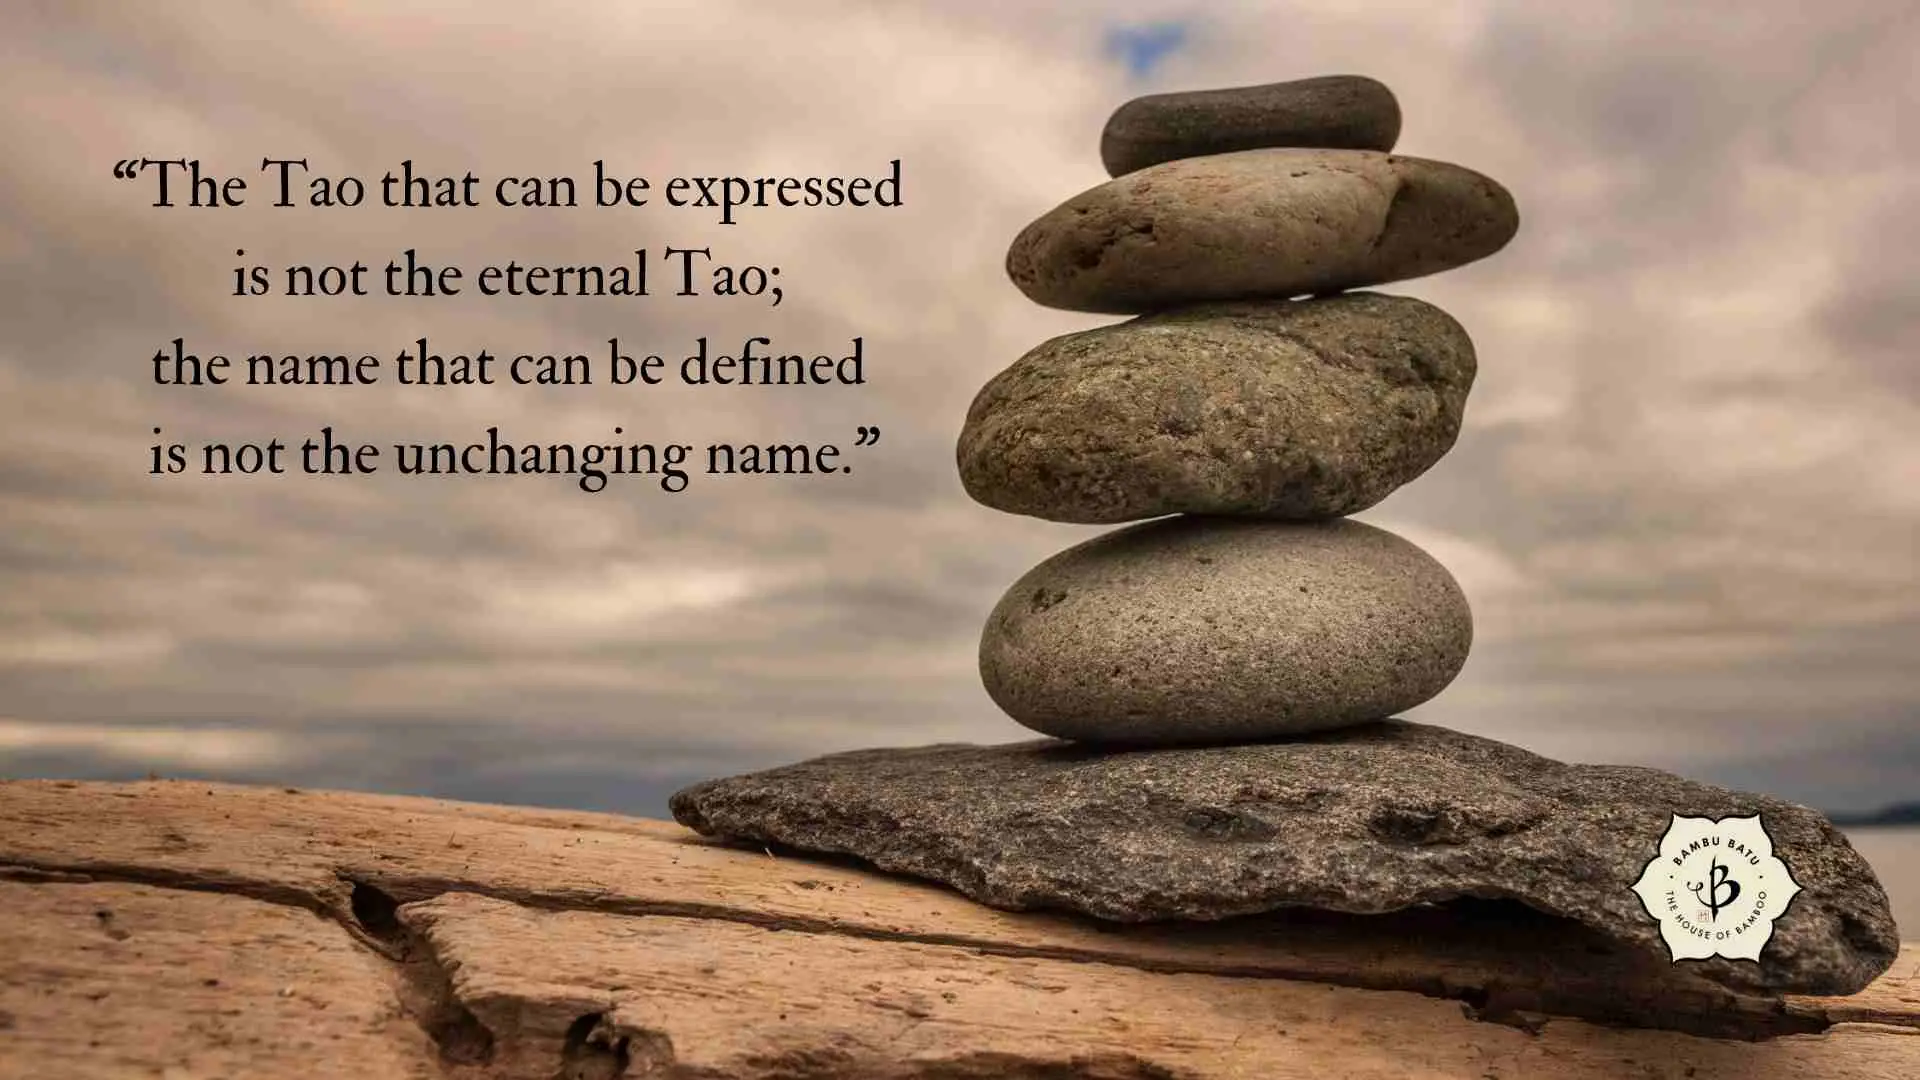 “The Tao that can be expressed
is not the eternal Tao;
the name that can be defined
is not the unchanging name.”
BAMBU BATU
B
THE HOUSE OF BAMBOO